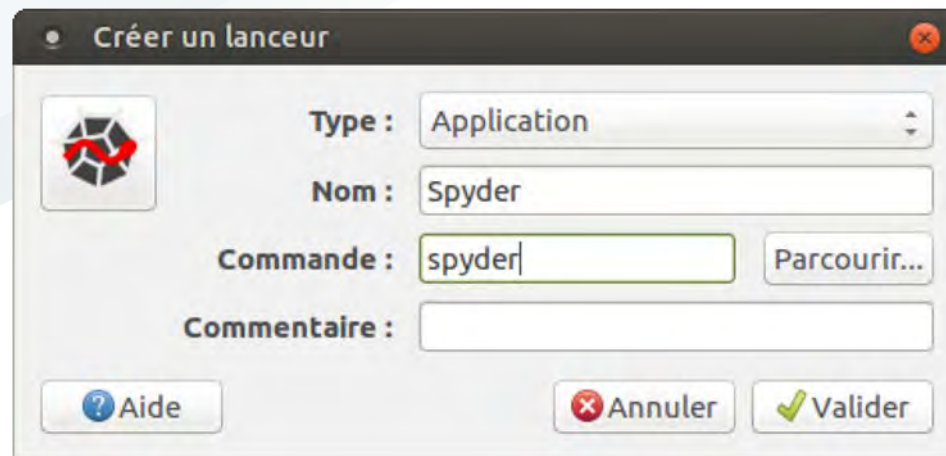 Créer un lanceur
Type : Application
Nom : Spyder
Commande : spyder Parcourir...
Commentaire :
Aide Annuler Valider